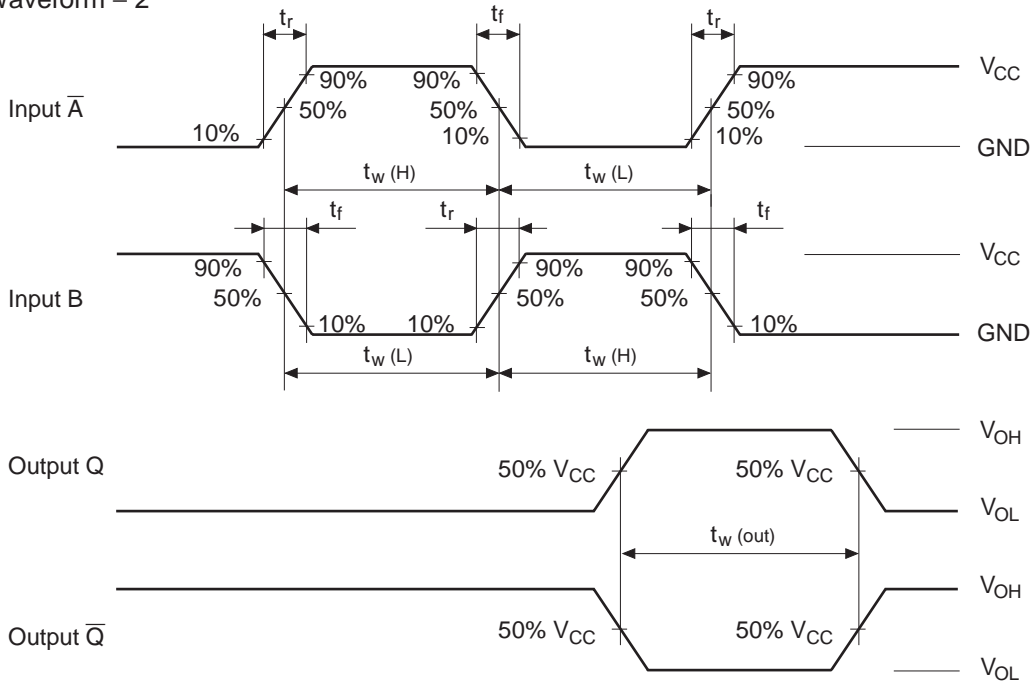 Waveform – 2
tr tf tr
90% 90% 90% VCC
Input A̅ 50% 50% 50%
10% 10% 10% GND
tw (H) tw (L)
tf tr tf
VCC
90% 90% 90%
Input B 50% 50% 50%
10% 10% 10% GND
tw (L) tw (H)
VOH
Output Q 50% VCC 50% VCC
VOL
tw (out)
VOH
Output Q̅ 50% VCC 50% VCC
VOL